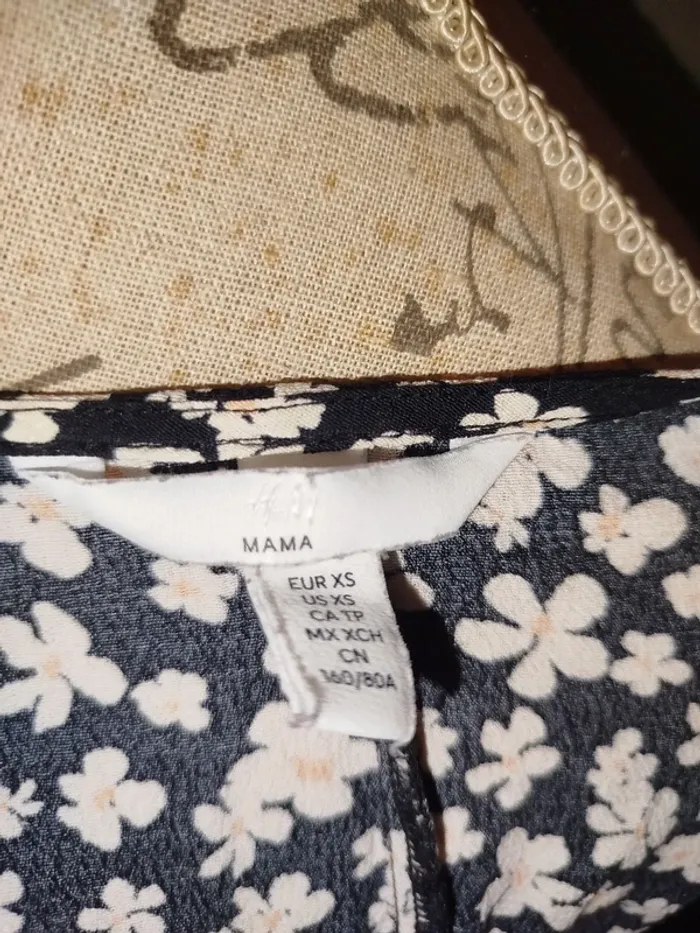 H&M
MAMA
EUR XS
US XS
CA TP
MX XCH
CN
160/80A